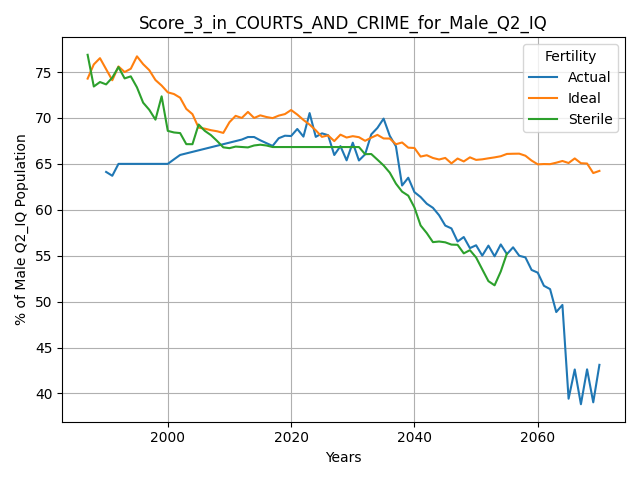 Score_3_in_COURTS_AND_CRIME_for_Male_Q2_IQ
% of Male Q2_IQ Population
75
70
65
60
55
50
45
40
Fertility
Actual
Ideal
Sterile
2000
2020
2040
2060
Years